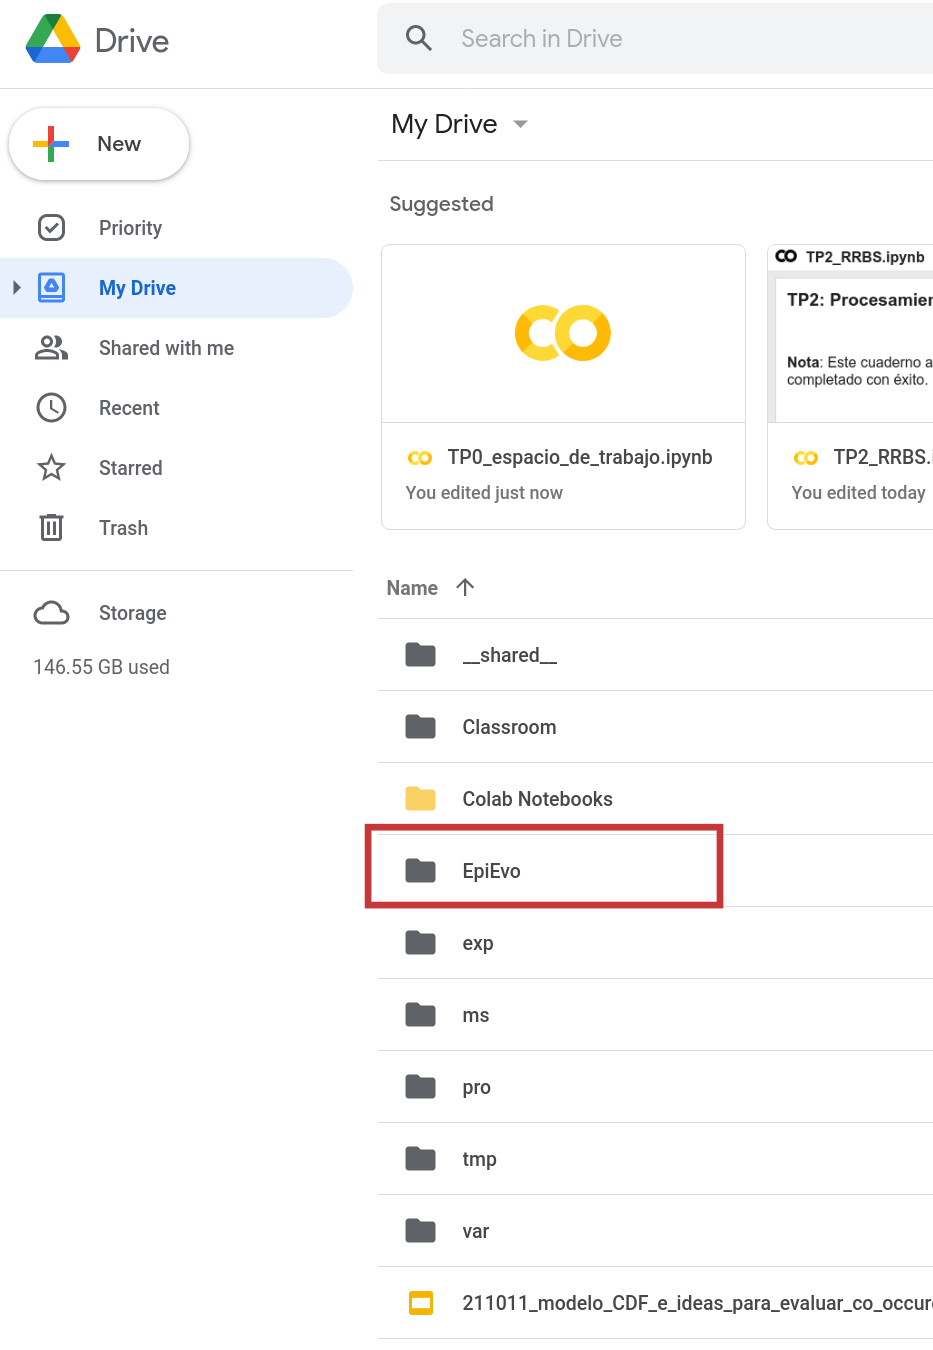 Drive
Search in Drive
New
My Drive
Priority
My Drive
Shared with me
Recent
Starred
Trash
Storage
146.55 GB used
Suggested
TP0_espacio_de_trabajo.ipynb
You edited just now
TP2_RRBS.ipynb
TP2: Procesamien
Nota: Este cuaderno a
completado con éxito.
TP2_RRBS.i
You edited today
Name
__shared__
Classroom
Colab Notebooks
EpiEvo
exp
ms
pro
tmp
var
211011_modelo_CDF_e_ideas_para_evaluar_co_occur